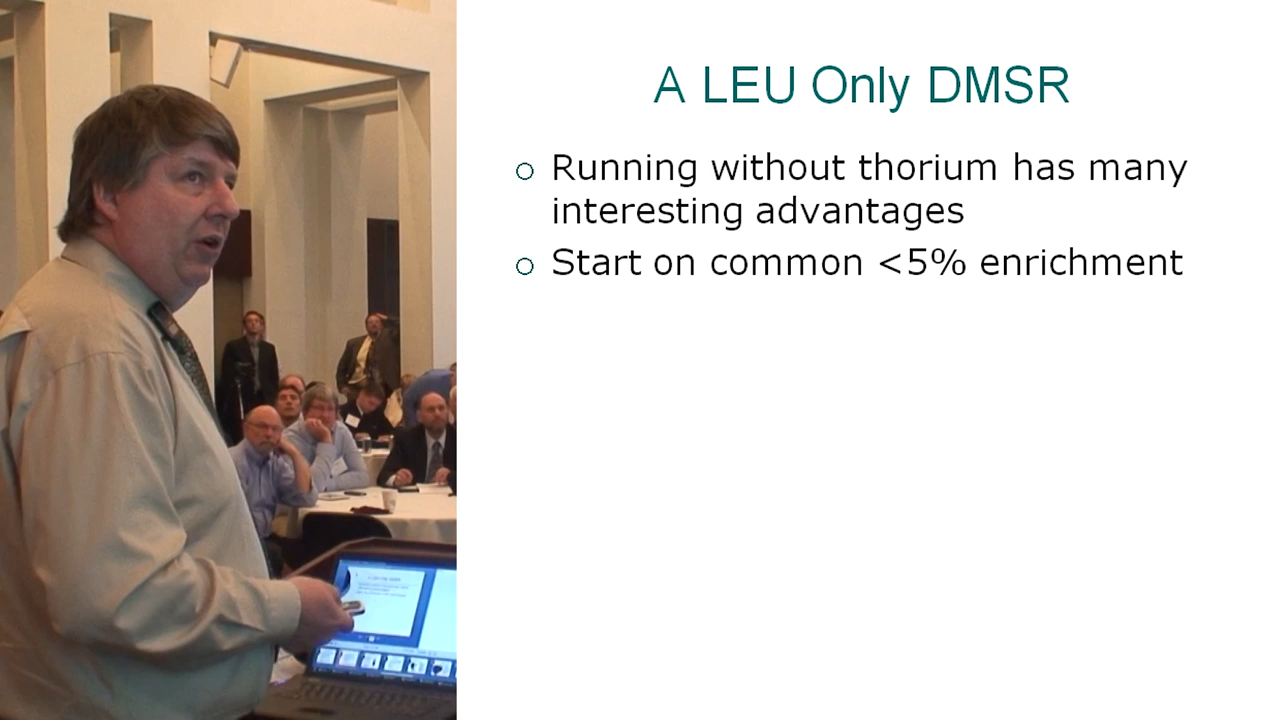 A LEU Only DMSR
Running without thorium has many
interesting advantages
Start on common <5% enrichment